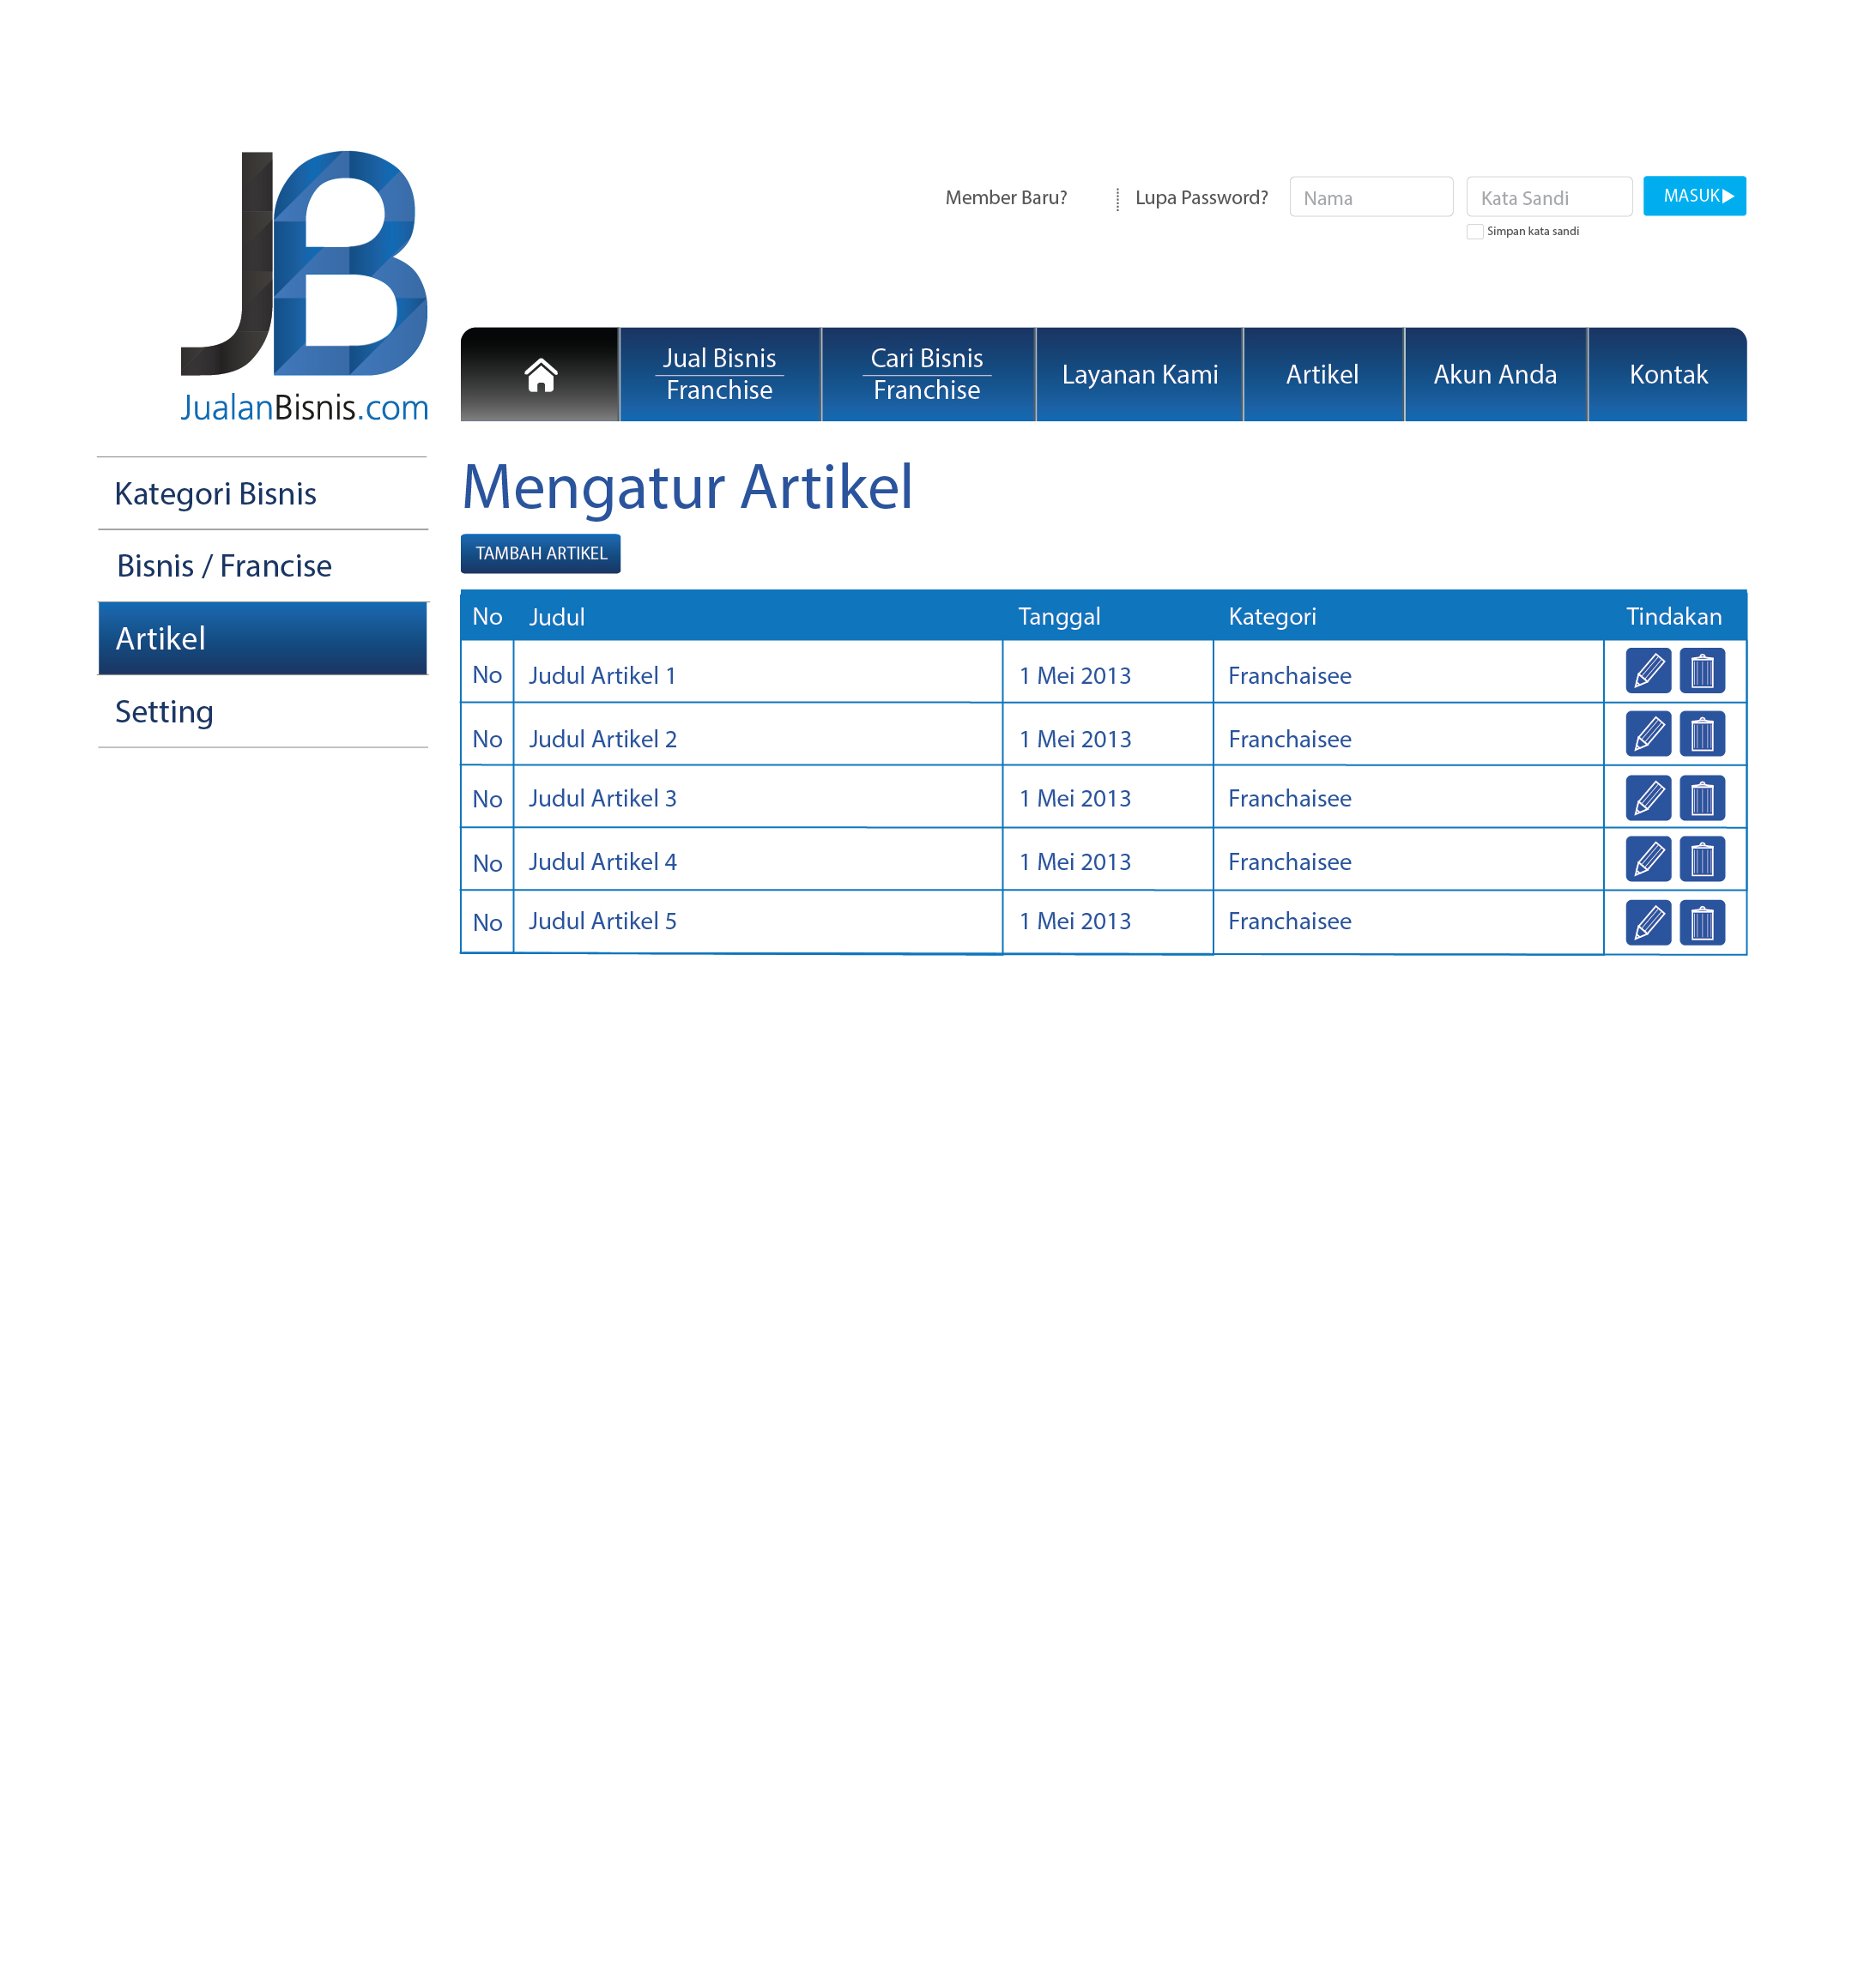 JB
JualanBisnis.com
Member Baru?
Lupa Password?
Nama
Kata Sandi
MASUK
Simpan kata sandi
Jual Bisnis
Franchise
Cari Bisnis
Franchise
Layanan Kami
Artikel
Akun Anda
Kontak
Kategori Bisnis
Bisnis / Francise
Artikel
Setting
Mengatur Artikel
TAMBAH ARTIKEL
No Judul Tanggal Kategori Tindakan
No Judul Artikel 1 1 Mei 2013 Franchaisee
No Judul Artikel 2 1 Mei 2013 Franchaisee
No Judul Artikel 3 1 Mei 2013 Franchaisee
No Judul Artikel 4 1 Mei 2013 Franchaisee
No Judul Artikel 5 1 Mei 2013 Franchaisee